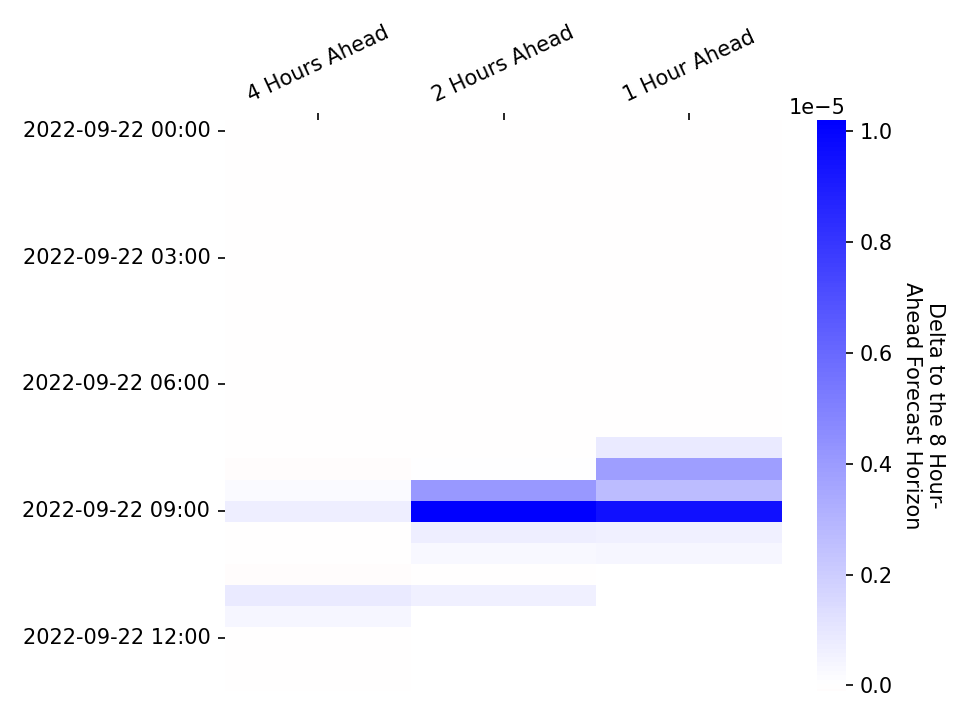 4 Hours Ahead
2 Hours Ahead
1 Hour Ahead
2022-09-22 00:00
2022-09-22 03:00
2022-09-22 06:00
2022-09-22 09:00
2022-09-22 12:00
1e−5
1.0
0.8
0.6
0.4
0.2
0.0
Delta to the 8 Hour-
Ahead Forecast Horizon